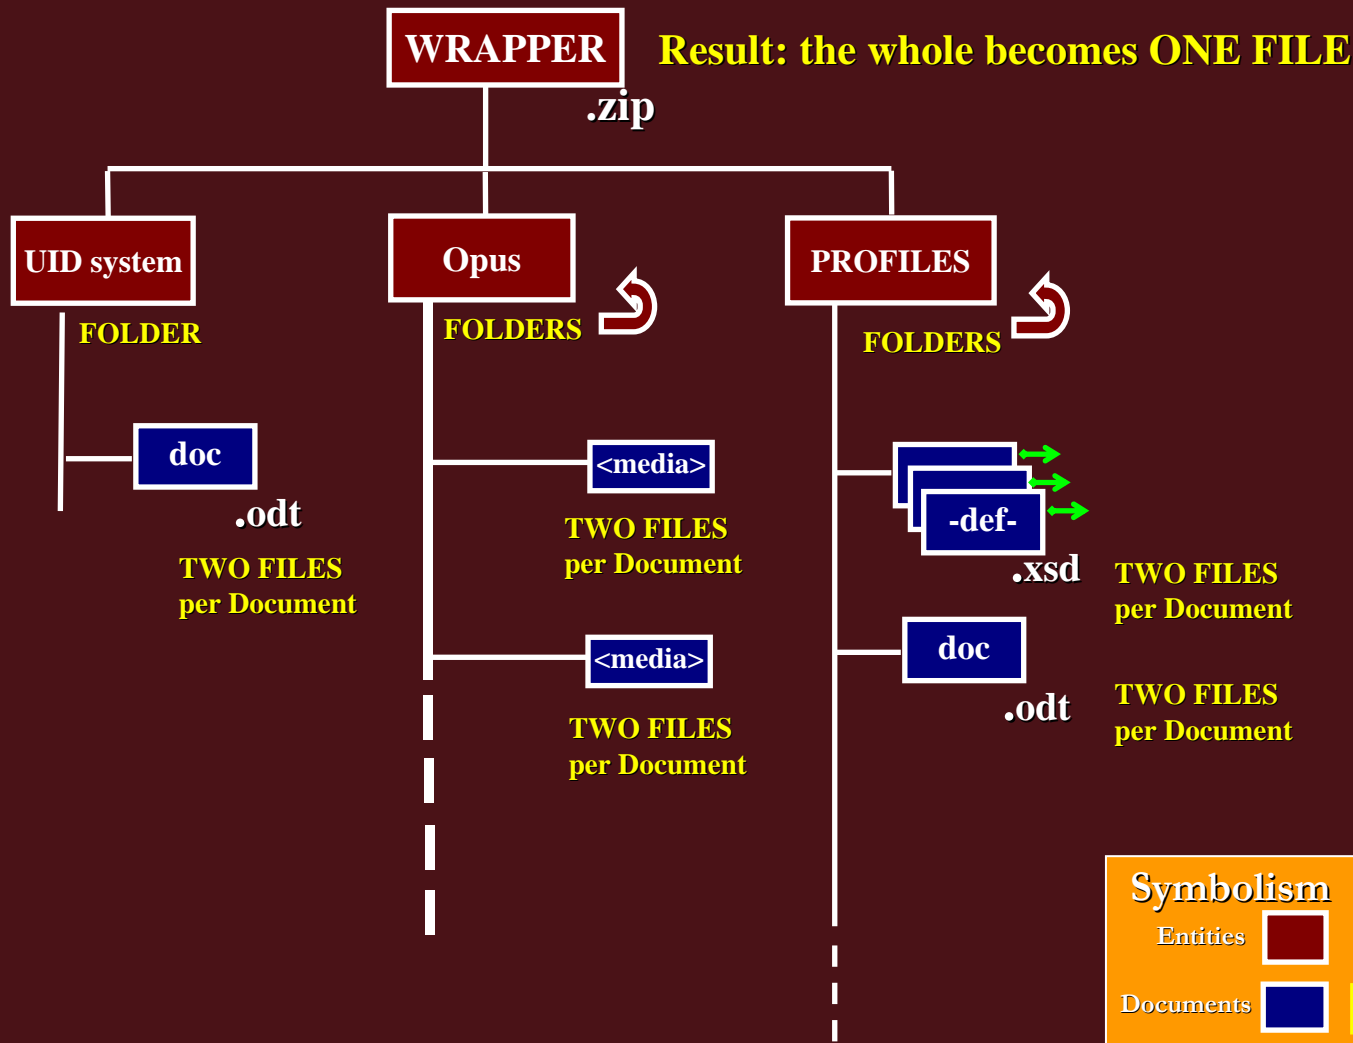 WRAPPER
Result: the whole becomes ONE FILE
.zip
UID system
Opus
PROFILES
FOLDER
FOLDERS
FOLDERS
doc
.odt
TWO FILES
per Document
<media>
TWO FILES
per Document
<media>
TWO FILES
per Document
-def-
.xsd
TWO FILES
per Document
doc
.odt
TWO FILES
per Document
Symbolism
Entities
Documents